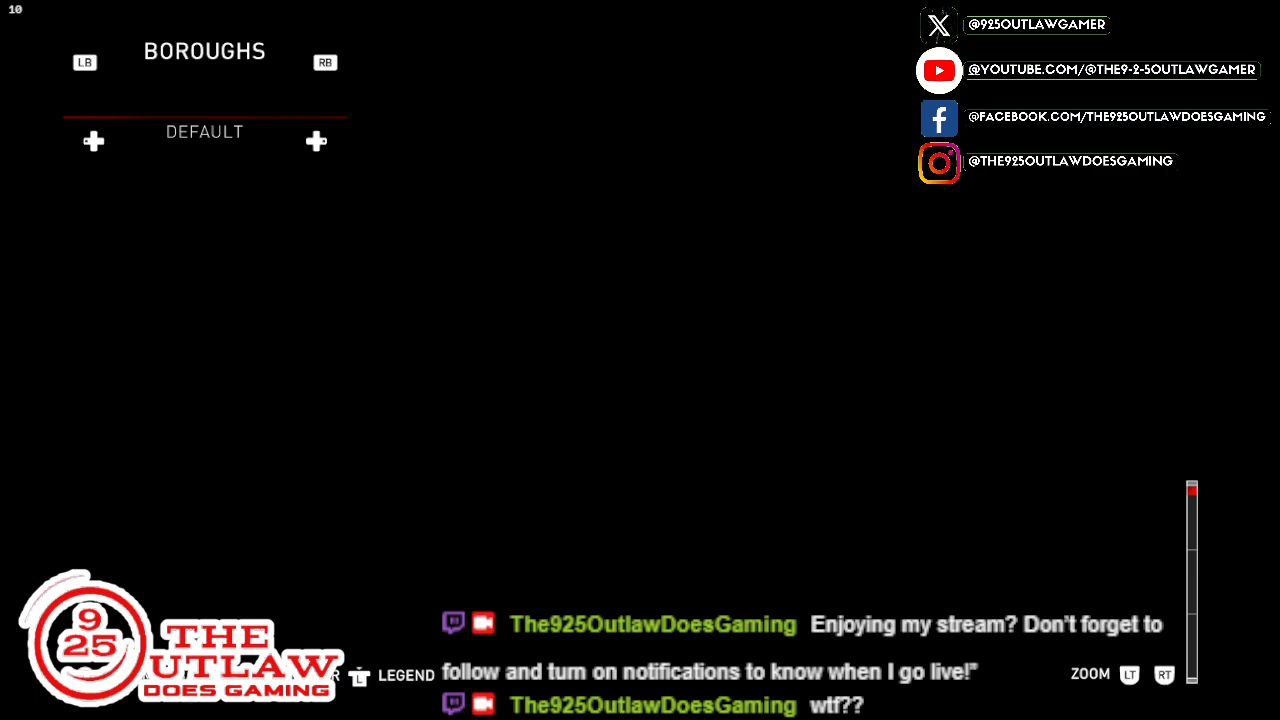 10
LB BOROUGHS RB
DEFAULT
@925OUTLAWGAMER
@YOUTUBE.COM/@THE9-2-5OUTLAWGAMER
@FACEBOOK.COM/THE925OUTLAWDOESGAMING
@THE925OUTLAWDOESGAMING
The925OutlawDoesGaming Enjoying my stream? Don't forget to
follow and turn on notifications to know when I go live!"
The925OutlawDoesGaming wtf??
9
25
THE
OUTLAW
DOES GAMING
L LEGEND
ZOOM LT RT